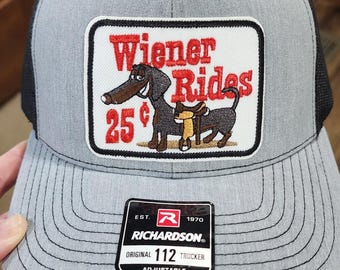 Wiener
Rides
25¢
EST. R 1970
RICHARDSON®
ORIGINAL 112 TRUCKER
ADJUSTABLE